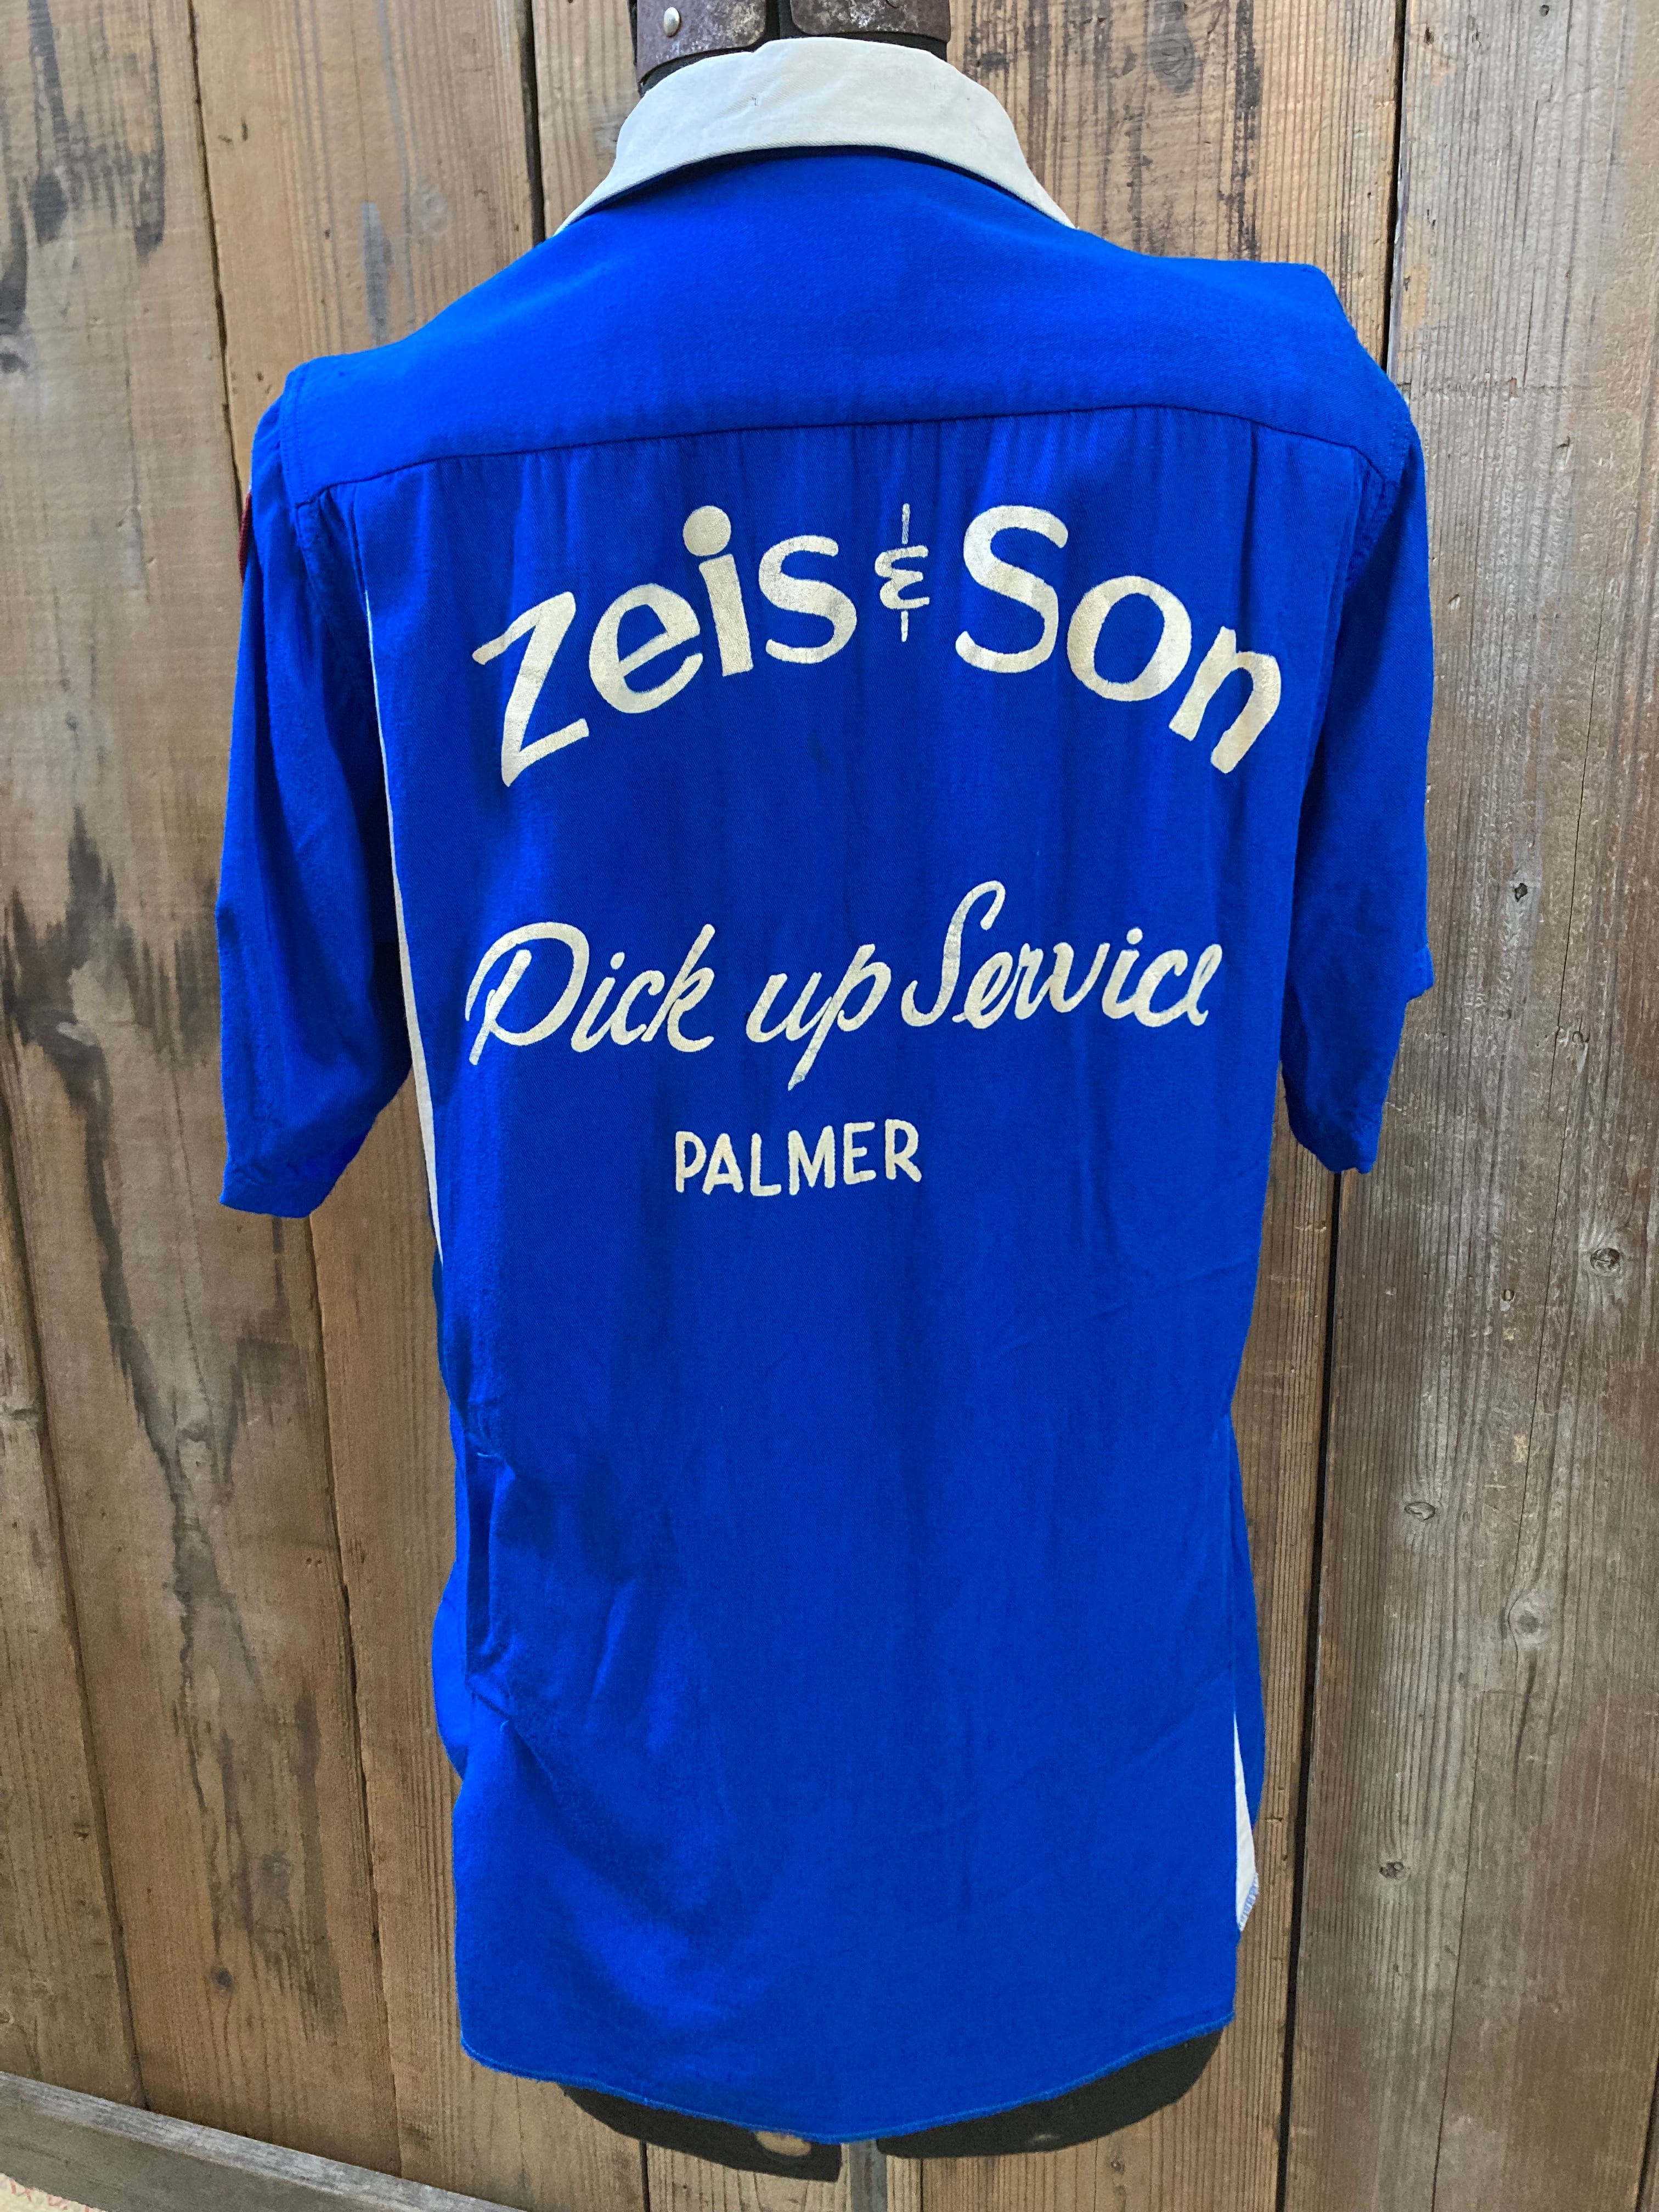 Zeis & Son
Pick up Service
PALMER